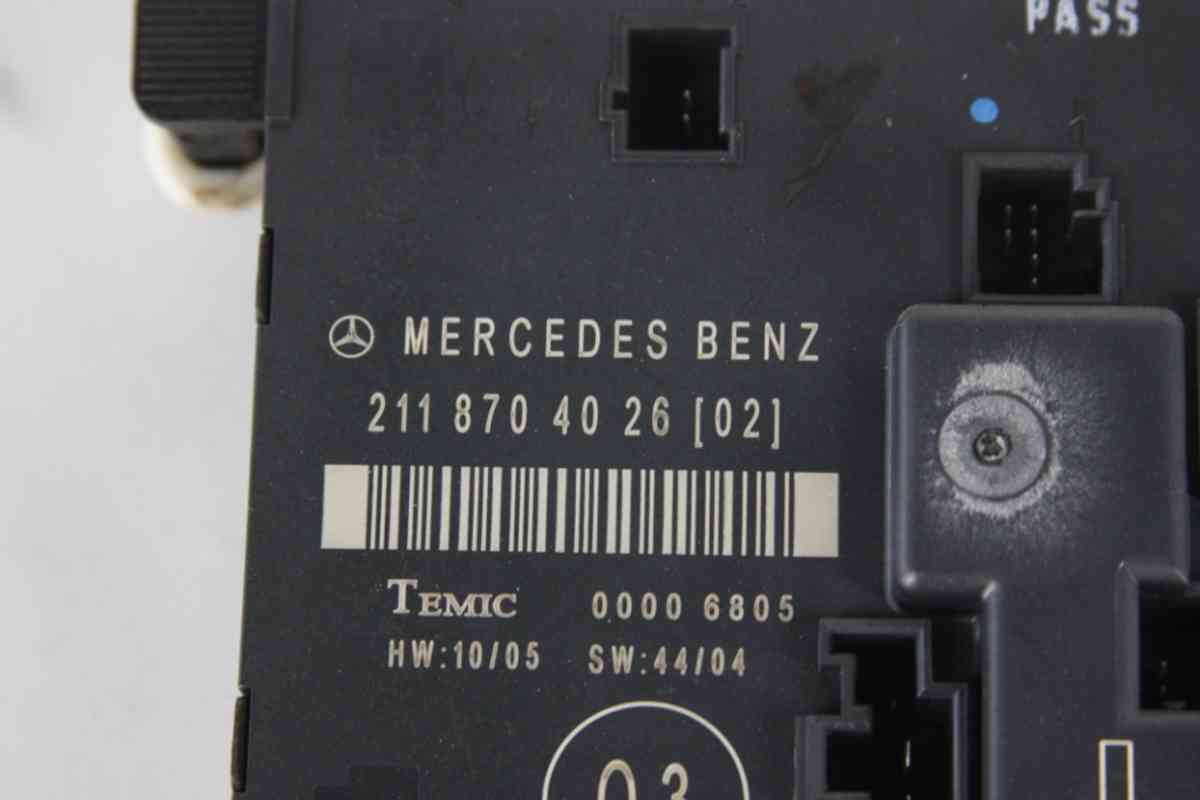 PASS
MERCEDES BENZ
211 870 40 26 [02]
TEMIC 0000 6805
HW:10/05 SW:44/04
03